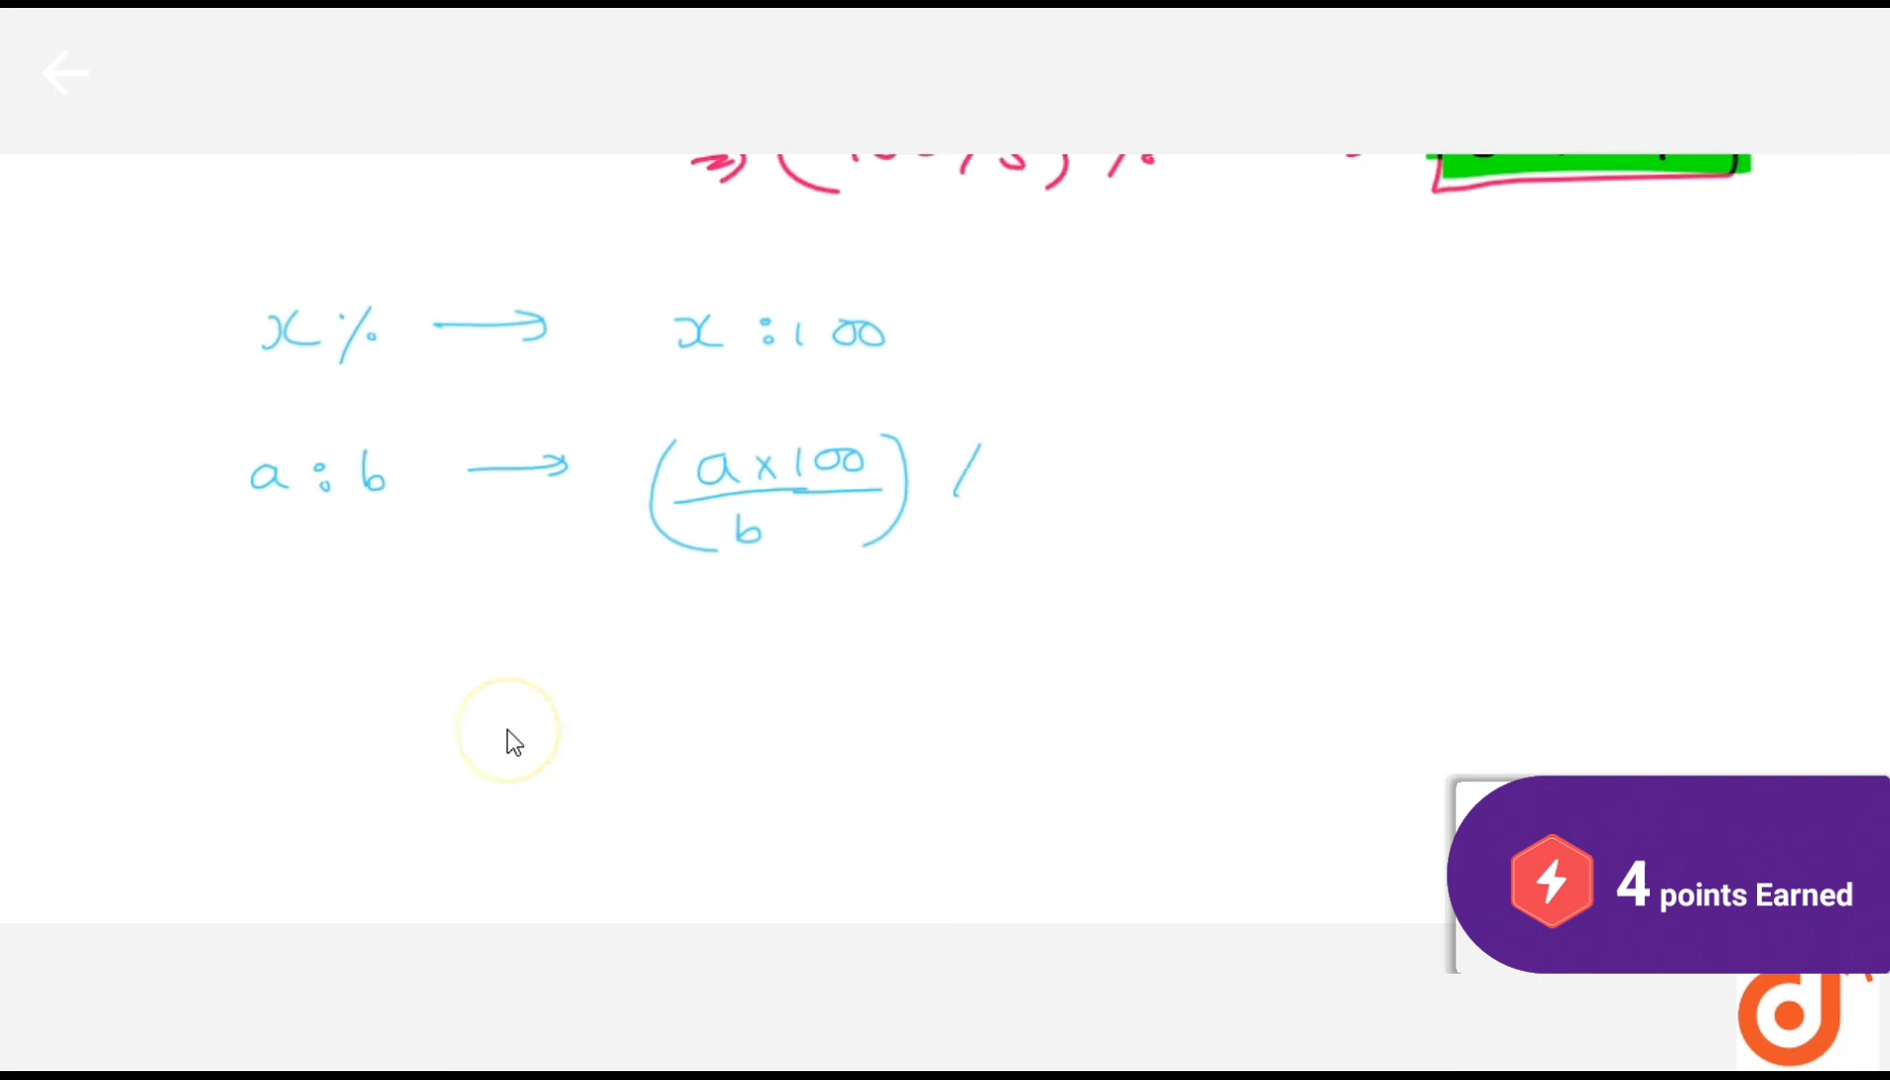 x% → x : 100
a : b → (a × 100 / b) /
4 points Earned